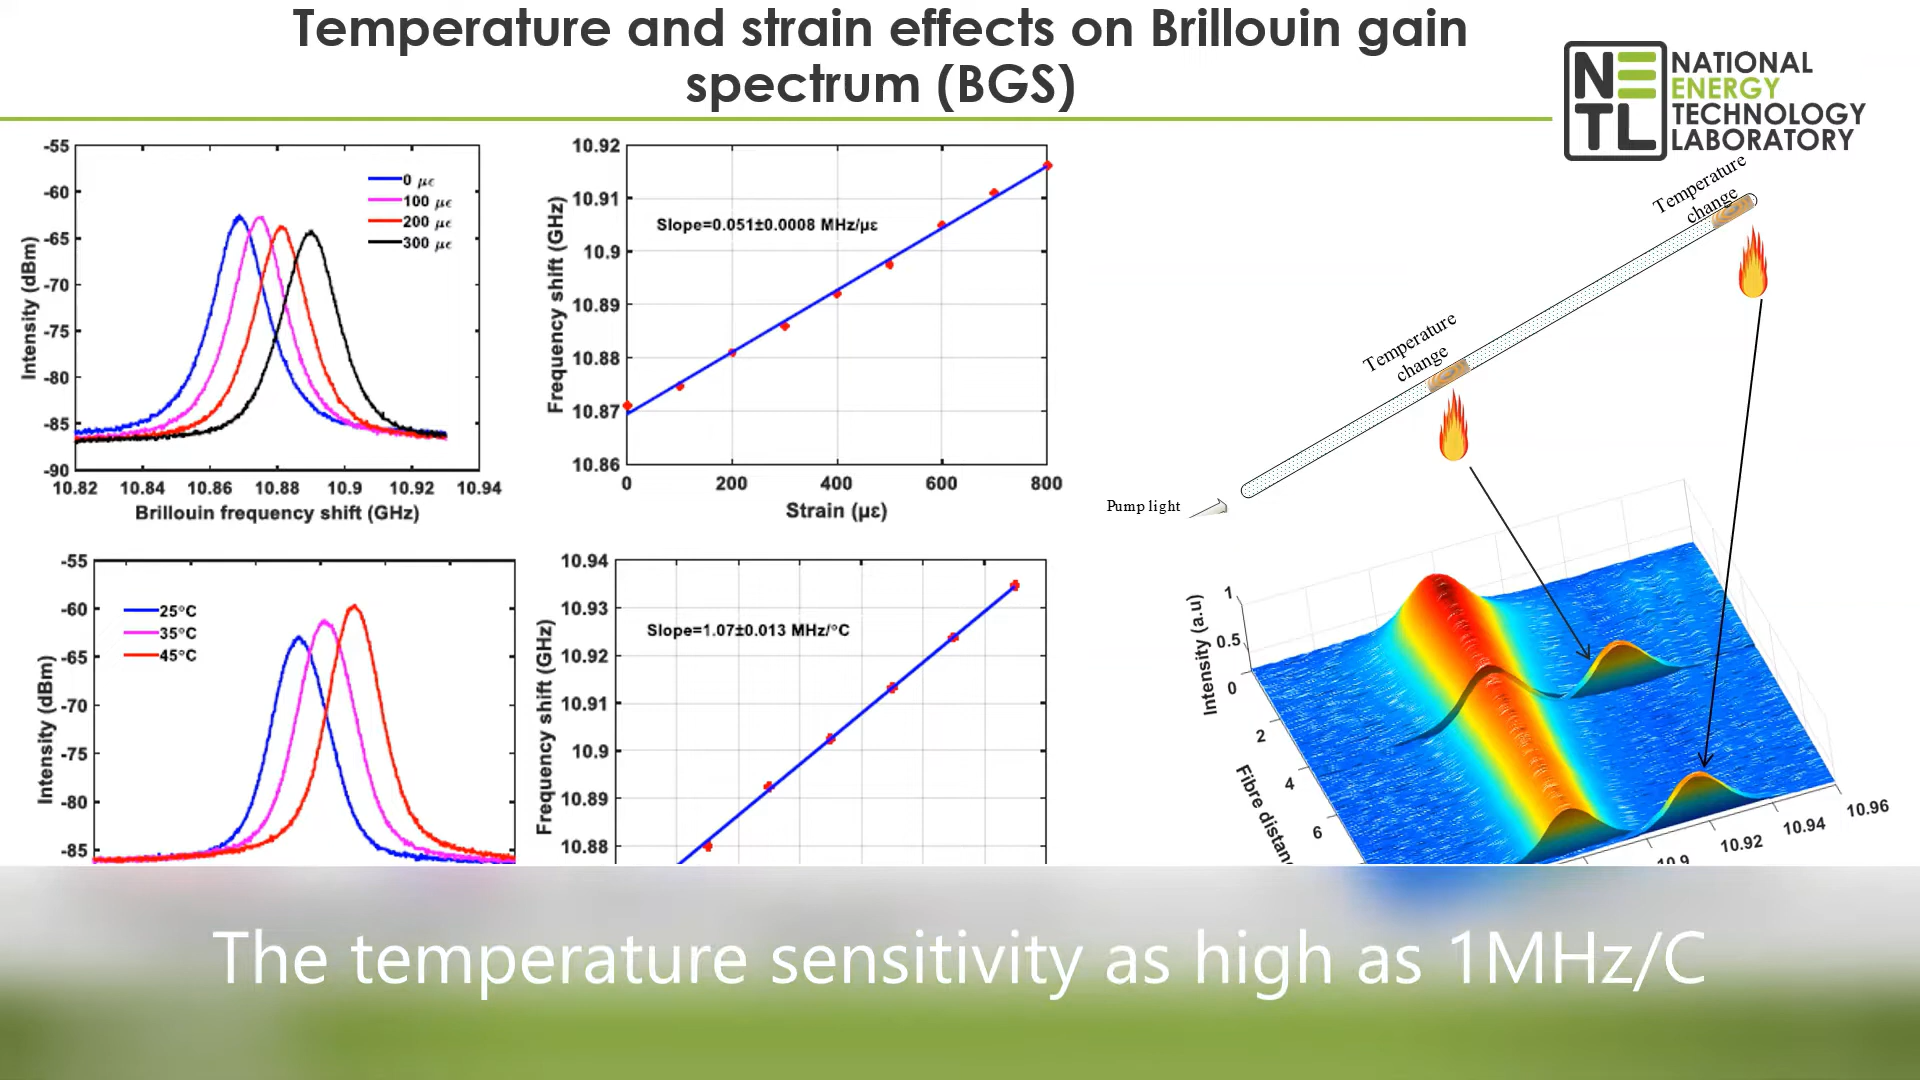 Temperature and strain effects on Brillouin gain
spectrum (BGS)
NETL
NATIONAL
ENERGY
TECHNOLOGY
LABORATORY
-55
-60
-65
-70
-75
-80
-85
-90
Intensity (dBm)
0 με
100 με
200 με
300 με
10.82 10.84 10.86 10.88 10.9 10.92 10.94
Brillouin frequency shift (GHz)
10.92
10.91
10.9
10.89
10.88
10.87
10.86
Frequency shift (GHz)
Slope=0.051±0.0008 MHz/με
0 200 400 600 800
Strain (με)
Temperature
change
Temperature
change
Pump light
-55
-60
-65
-70
-75
-80
-85
Intensity (dBm)
25°C
35°C
45°C
10.94
10.93
10.92
10.91
10.9
10.89
10.88
Frequency shift (GHz)
Slope=1.07±0.013 MHz/°C
1
0.5
0
Intensity (a.u)
2
4
6
Fibre
10.9 10.92 10.94 10.96
The temperature sensitivity as high as 1MHz/C